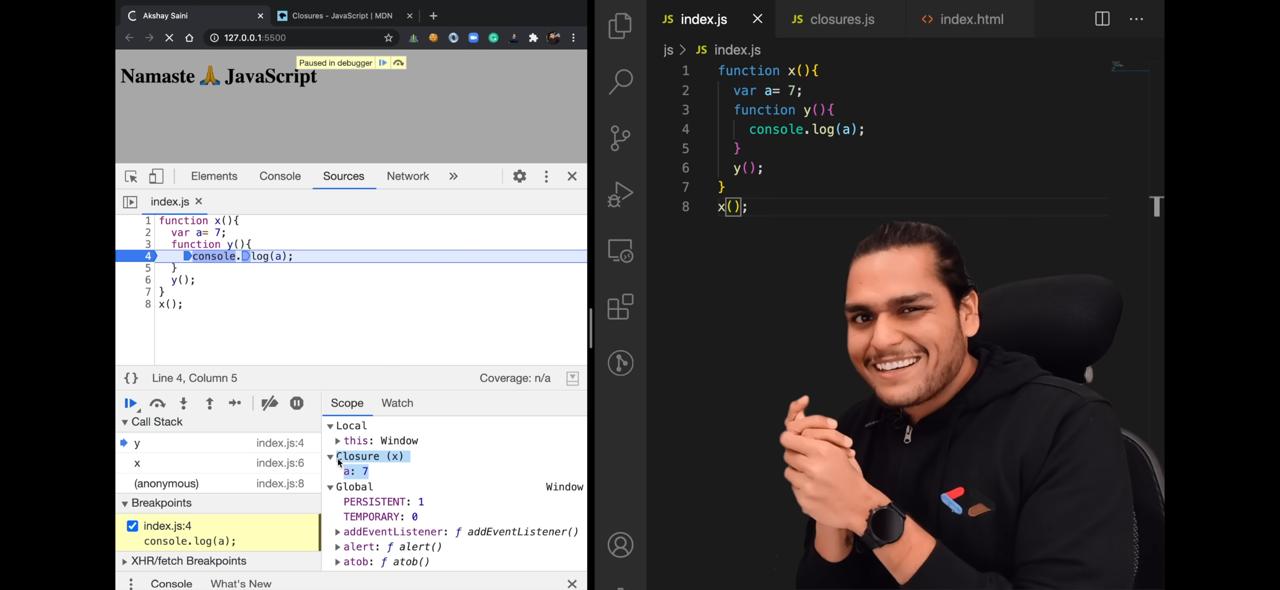 Akshay Saini
Closures - JavaScript | MDN
127.0.0.1:5500
Paused in debugger
Namaste 🙏 JavaScript
Elements Console Sources Network
index.js
1 function x(){
2 var a= 7;
3 function y(){
4 console.log(a);
5 }
6 y();
7 }
8 x();
{} Line 4, Column 5 Coverage: n/a
Call Stack
y index.js:4
x index.js:6
(anonymous) index.js:8
Breakpoints
index.js:4
console.log(a);
XHR/fetch Breakpoints
Scope Watch
Local
this: Window
Closure (x)
a: 7
Global Window
PERSISTENT: 1
TEMPORARY: 0
addEventListener: ƒ addEventListener()
alert: ƒ alert()
atob: ƒ atob()
Console What's New
JS index.js
JS closures.js
<> index.html
js > JS index.js
1 function x(){
2 var a= 7;
3 function y(){
4 console.log(a);
5 }
6 y();
7 }
8 x();